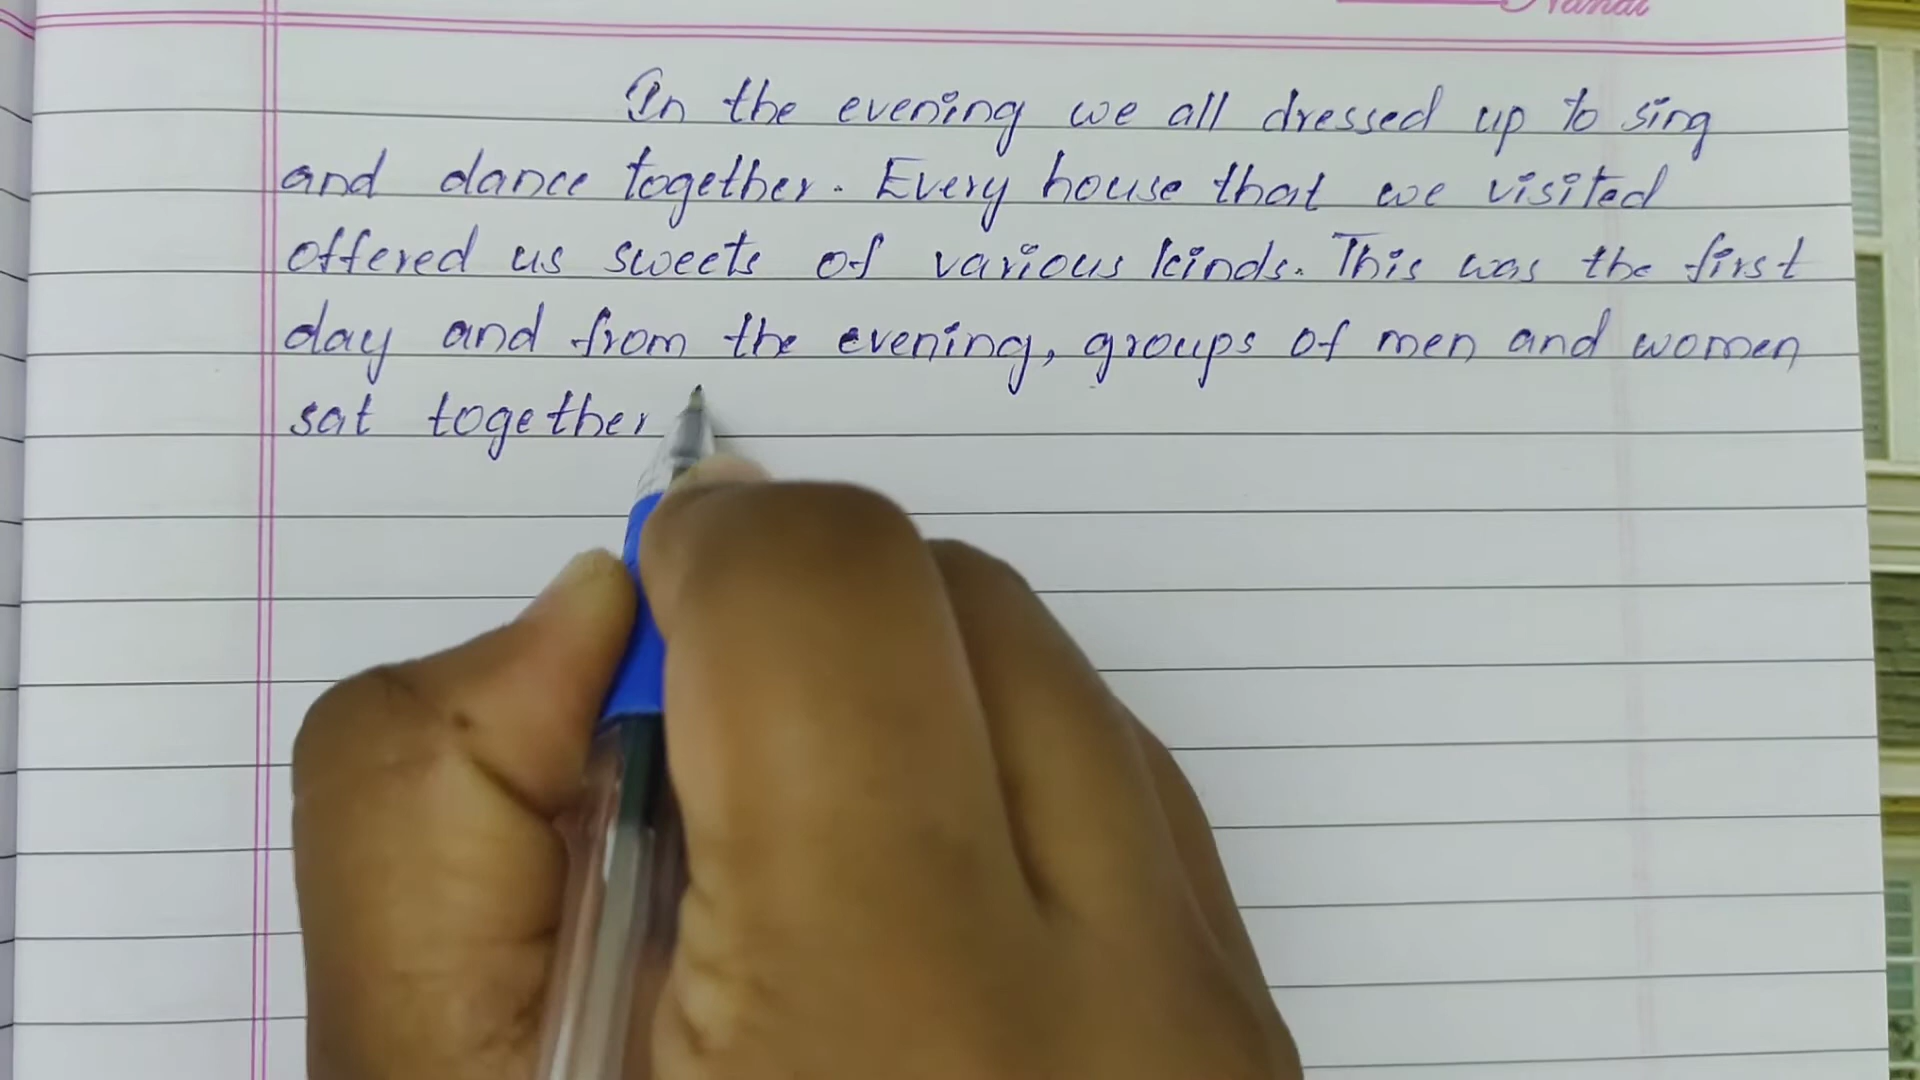 In the evening we all dressed up to sing
and dance together. Every house that we visited
offered us sweets of various kinds. This was the first
day and from the evening, groups of men and women
sat together